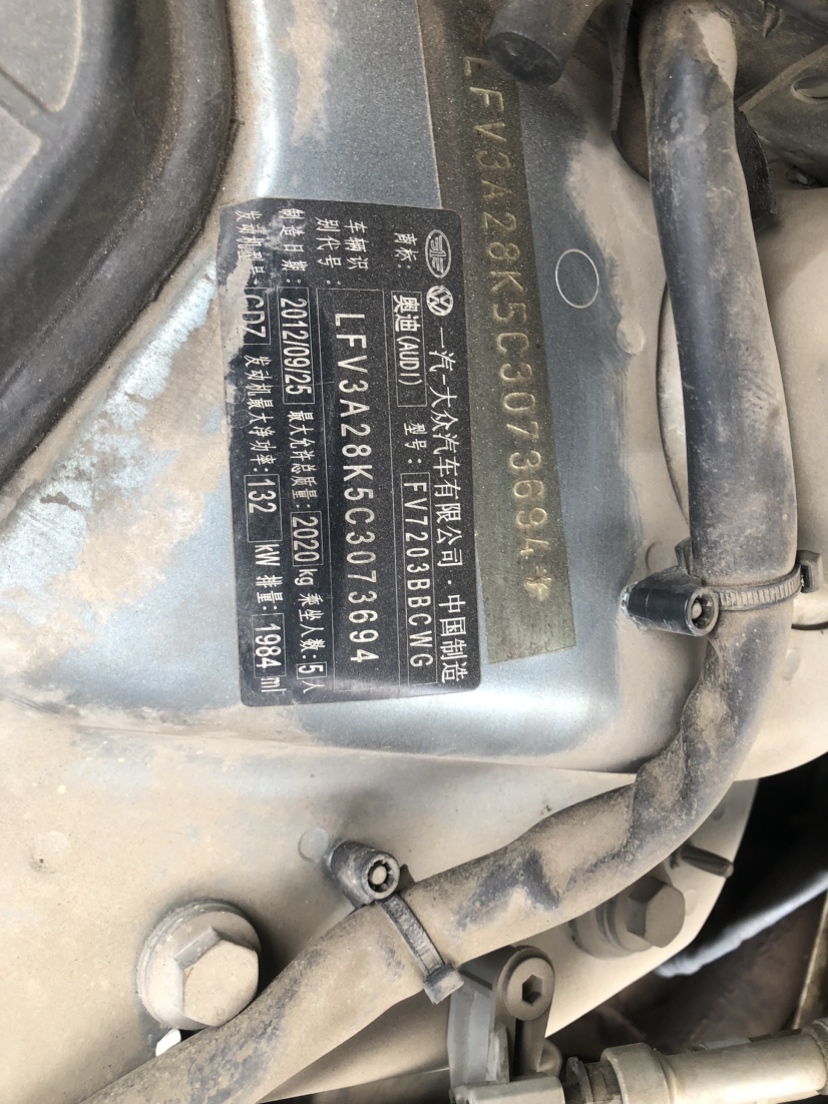 LFV3A28K5C3073694*
一汽-大众汽车有限公司·中国制造
商标: 奥迪(AUDI) 型号: FV7203BBCWG
车辆识别代号: LFV3A28K5C3073694
制造日期: 2012/09/25 最大允许总质量: 2020 kg 乘坐人数: 5 人
发动机型号: CDZ 发动机最大净功率: 132 kW 排量: 1984 ml